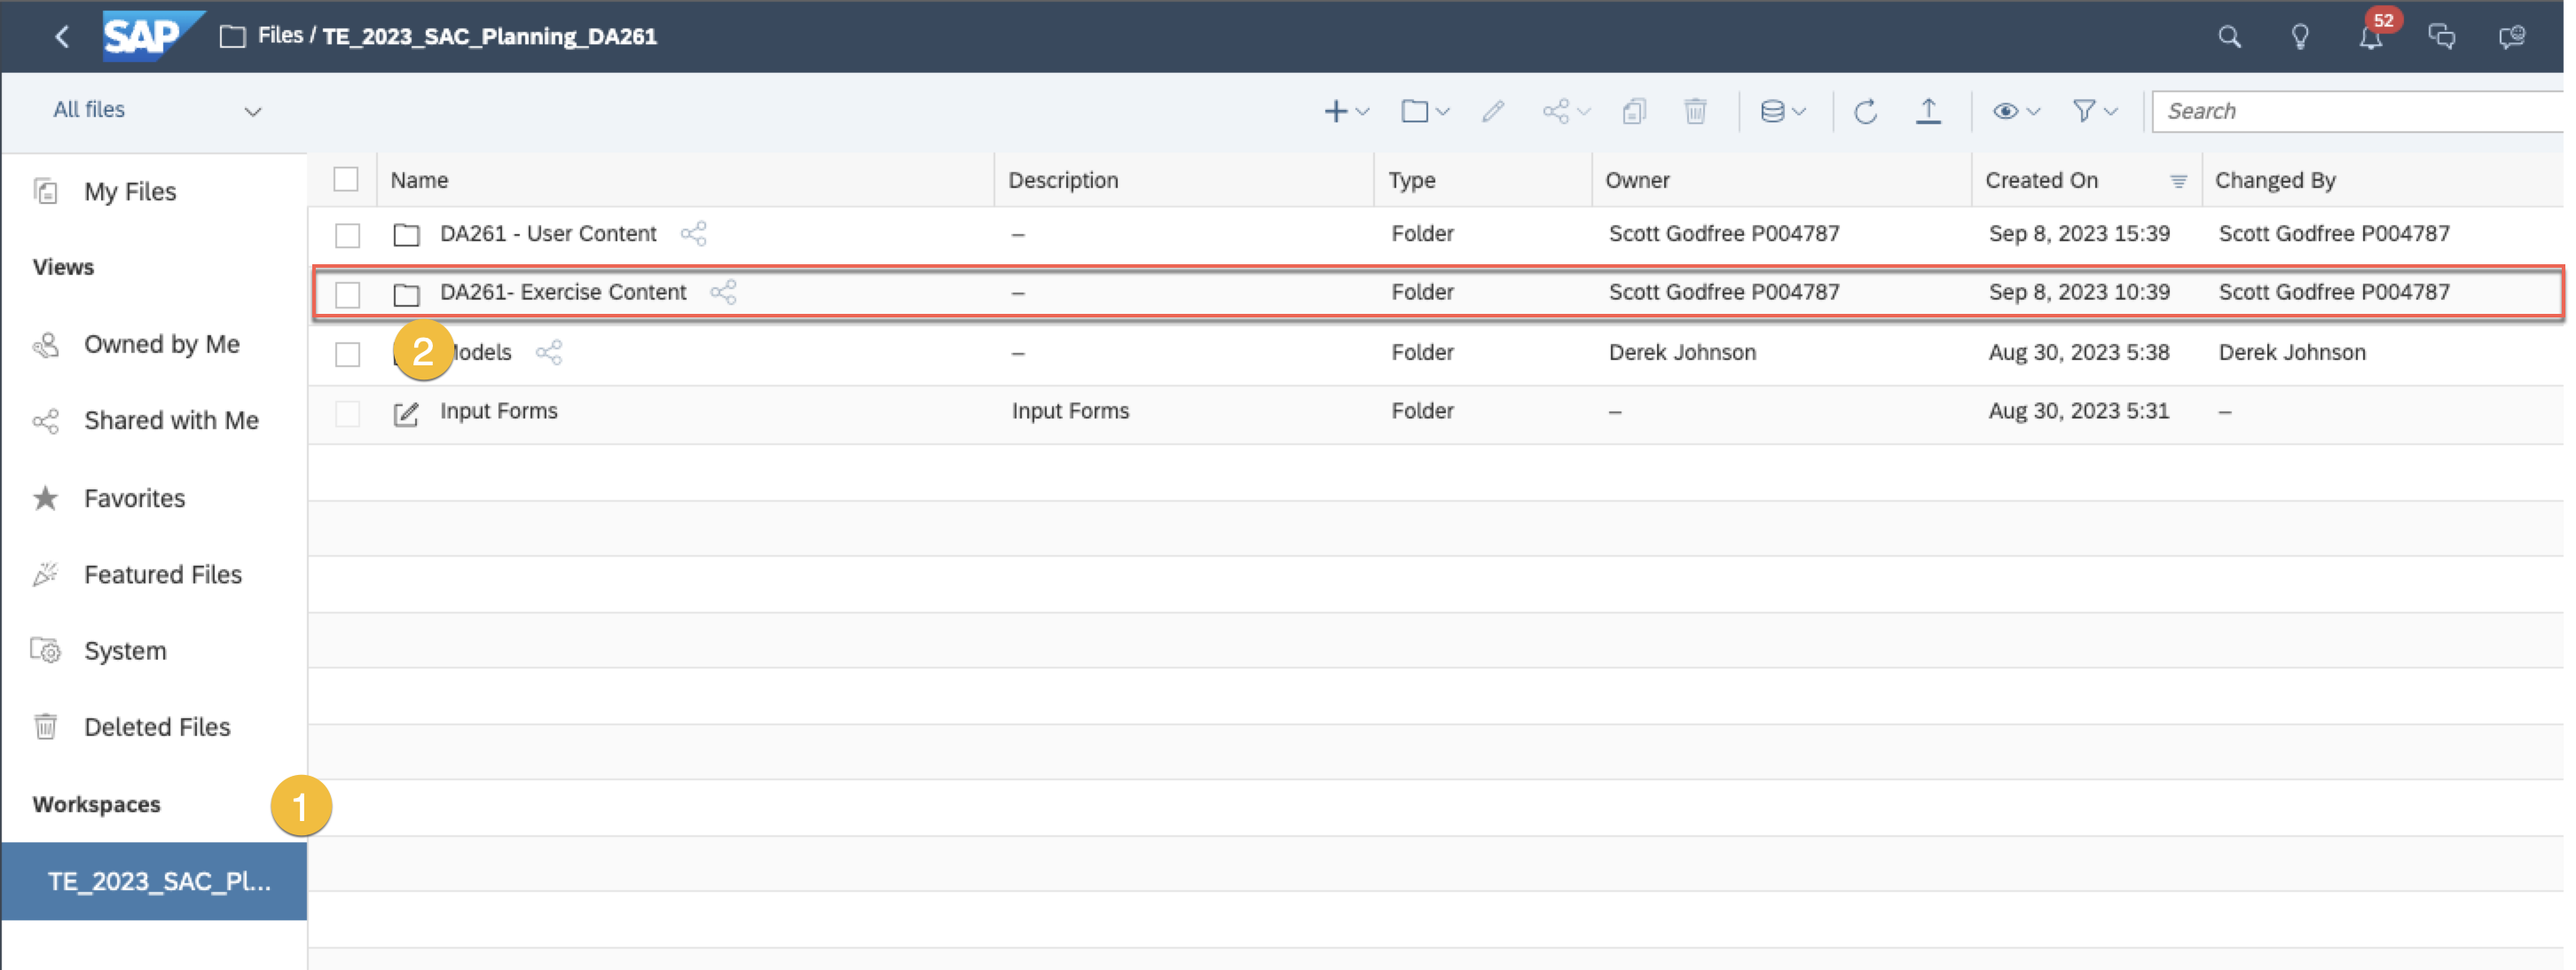 SAP Files / TE_2023_SAC_Planning_DA261 52
All files Search
Name Description Type Owner Created On Changed By
My Files
DA261 - User Content – Folder Scott Godfree P004787 Sep 8, 2023 15:39 Scott Godfree P004787
Views
DA261- Exercise Content – Folder Scott Godfree P004787 Sep 8, 2023 10:39 Scott Godfree P004787
Owned by Me
2 Models – Folder Derek Johnson Aug 30, 2023 5:38 Derek Johnson
Input Forms Input Forms Folder – Aug 30, 2023 5:31 –
Shared with Me
Favorites
Featured Files
System
Deleted Files
Workspaces 1
TE_2023_SAC_Pl...